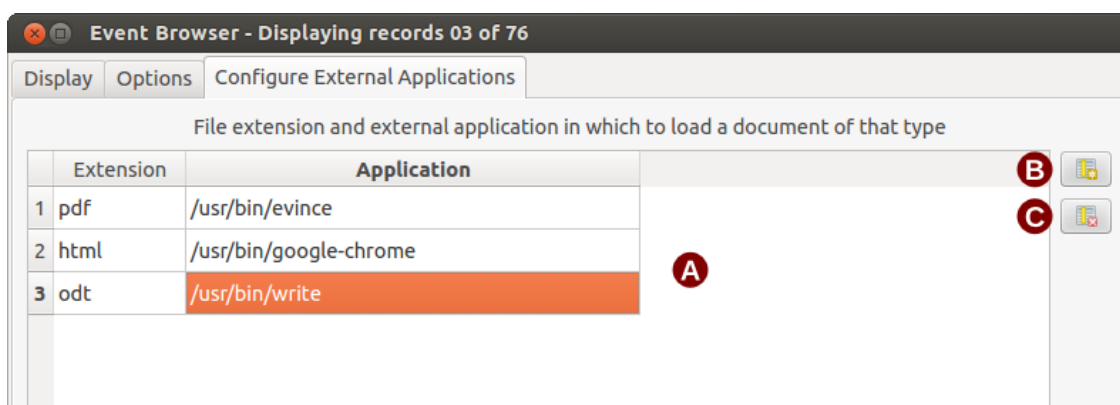 Event Browser - Displaying records 03 of 76
Display Options Configure External Applications
File extension and external application in which to load a document of that type
Extension Application
B
1 pdf /usr/bin/evince
C
2 html /usr/bin/google-chrome
A
3 odt /usr/bin/write